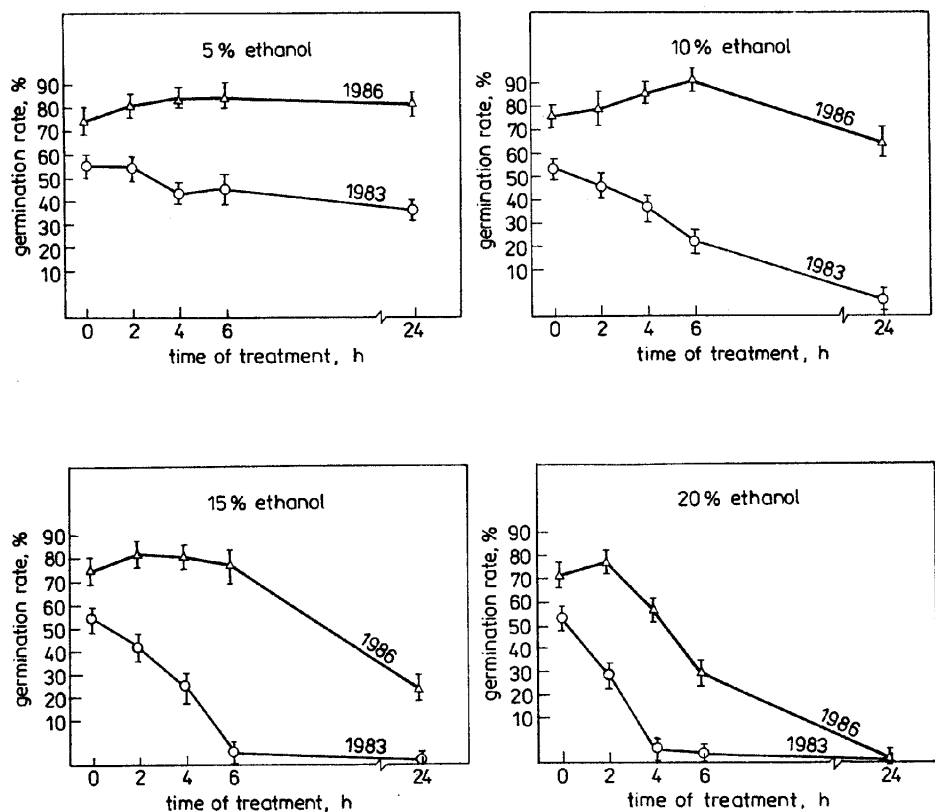 5% ethanol
germination rate, %
90
80
70
60
50
40
30
20
10
1986
1983
0 2 4 6 24
time of treatment, h
10% ethanol
germination rate, %
90
80
70
60
50
40
30
20
10
1986
1983
0 2 4 6 24
time of treatment, h
15% ethanol
germination rate, %
90
80
70
60
50
40
30
20
10
1986
1983
0 2 4 6 24
time of treatment, h
20% ethanol
germination rate, %
90
80
70
60
50
40
30
20
10
1986
1983
0 2 4 6 24
time of treatment, h